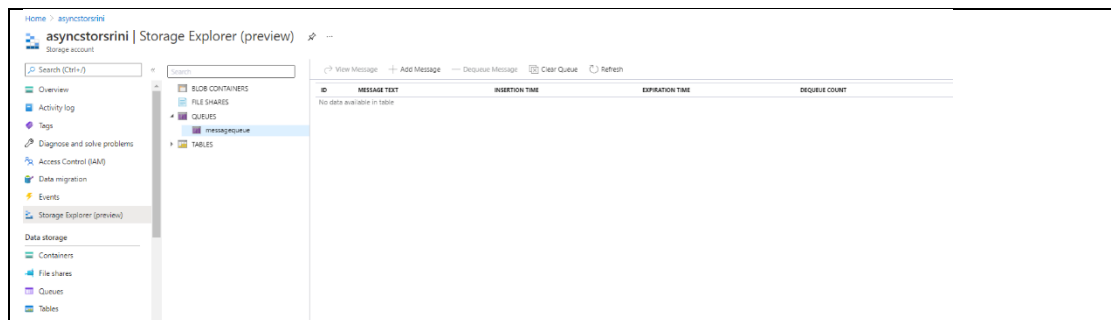 Home > asyncstorsrini
asyncstorsrini | Storage Explorer (preview)
Storage account
Search (Ctrl+/)
Overview
Activity log
Tags
Diagnose and solve problems
Access Control (IAM)
Data migration
Events
Storage Explorer (preview)
Data storage
Containers
File shares
Queues
Tables
Search
BLOB CONTAINERS
FILE SHARES
QUEUES
messagequeue
TABLES
View Message Add Message Dequeue Message Clear Queue Refresh
ID MESSAGE TEXT INSERTION TIME EXPIRATION TIME DEQUEUE COUNT
No data available in table